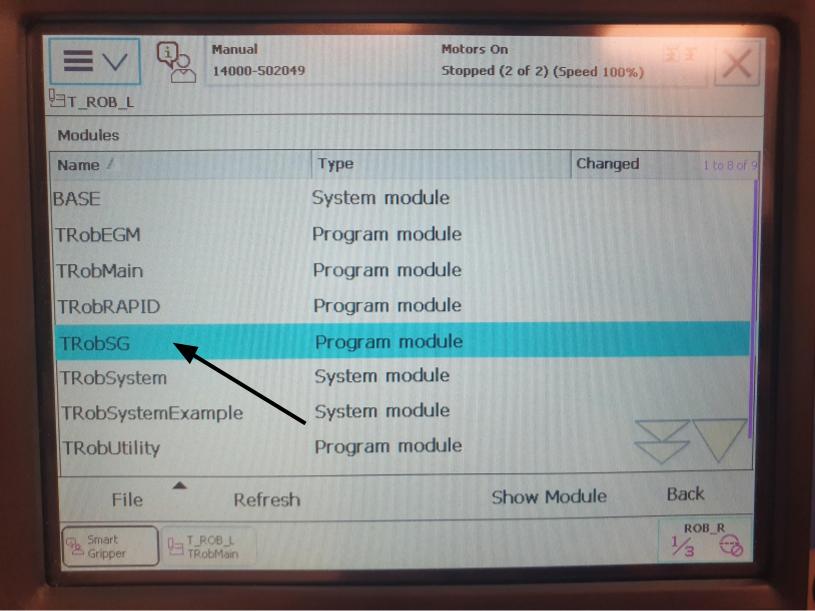 Manual
Motors On
14000-502049
Stopped (2 of 2) (Speed 100%)
T_ROB_L
Modules
Name / Type Changed 1 to 8 of 9
BASE System module
TRobEGM Program module
TRobMain Program module
TRobRAPID Program module
TRobSG Program module
TRobSystem System module
TRobSystemExample System module
TRobUtility Program module
File Refresh Show Module Back
Smart
Gripper
T_ROB_L
TRobMain
ROB_R
1/3